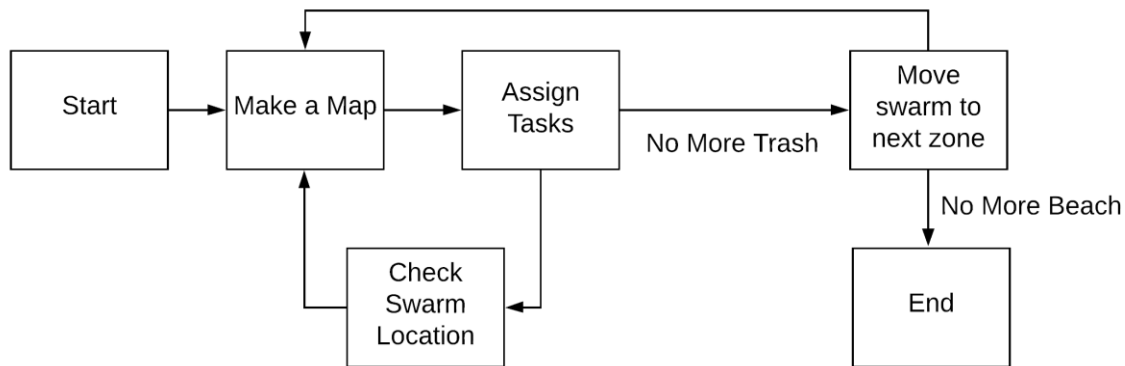 Start
Make a Map
Assign
Tasks
No More Trash
Move
swarm to
next zone
No More Beach
Check
Swarm
Location
End